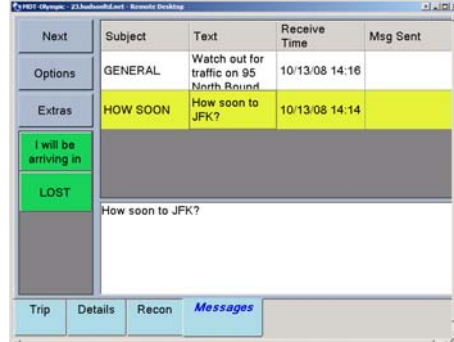 MDT-Olympic - 23.hudsonltd.net - Remote Desktop
Next
Options
Extras
I will be
arriving in
LOST
Subject Text Receive Time Msg Sent
GENERAL Watch out for traffic on 95 North Bound 10/13/08 14:16
HOW SOON How soon to JFK? 10/13/08 14:14
How soon to JFK?
Trip Details Recon Messages